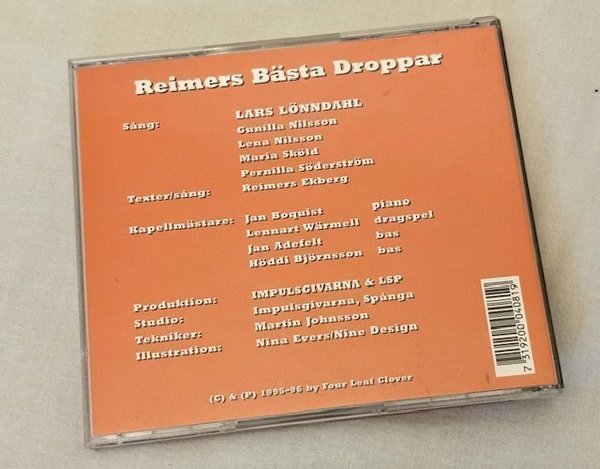 Reimers Bästa Droppar
Sång: LARS LÖNNDAHL
Gunilla Nilsson
Lena Nilsson
Maria Sköld
Pernilla Söderström
Texter/sång: Reimers Ekberg
Kapellmästare: Jan Boquist piano
Lennart Wärmell dragspel
Jan Adefelt bas
Höddi Björnsson bas
Produktion: IMPULSGIVARNA & LSP
Studio: Impulsgivarna, Spånga
Tekniker: Martin Johnsson
Illustration: Nina Evers/Nine Design
(C) & (P) 1995-96 by Your Leaf Clover
7 319200 040819